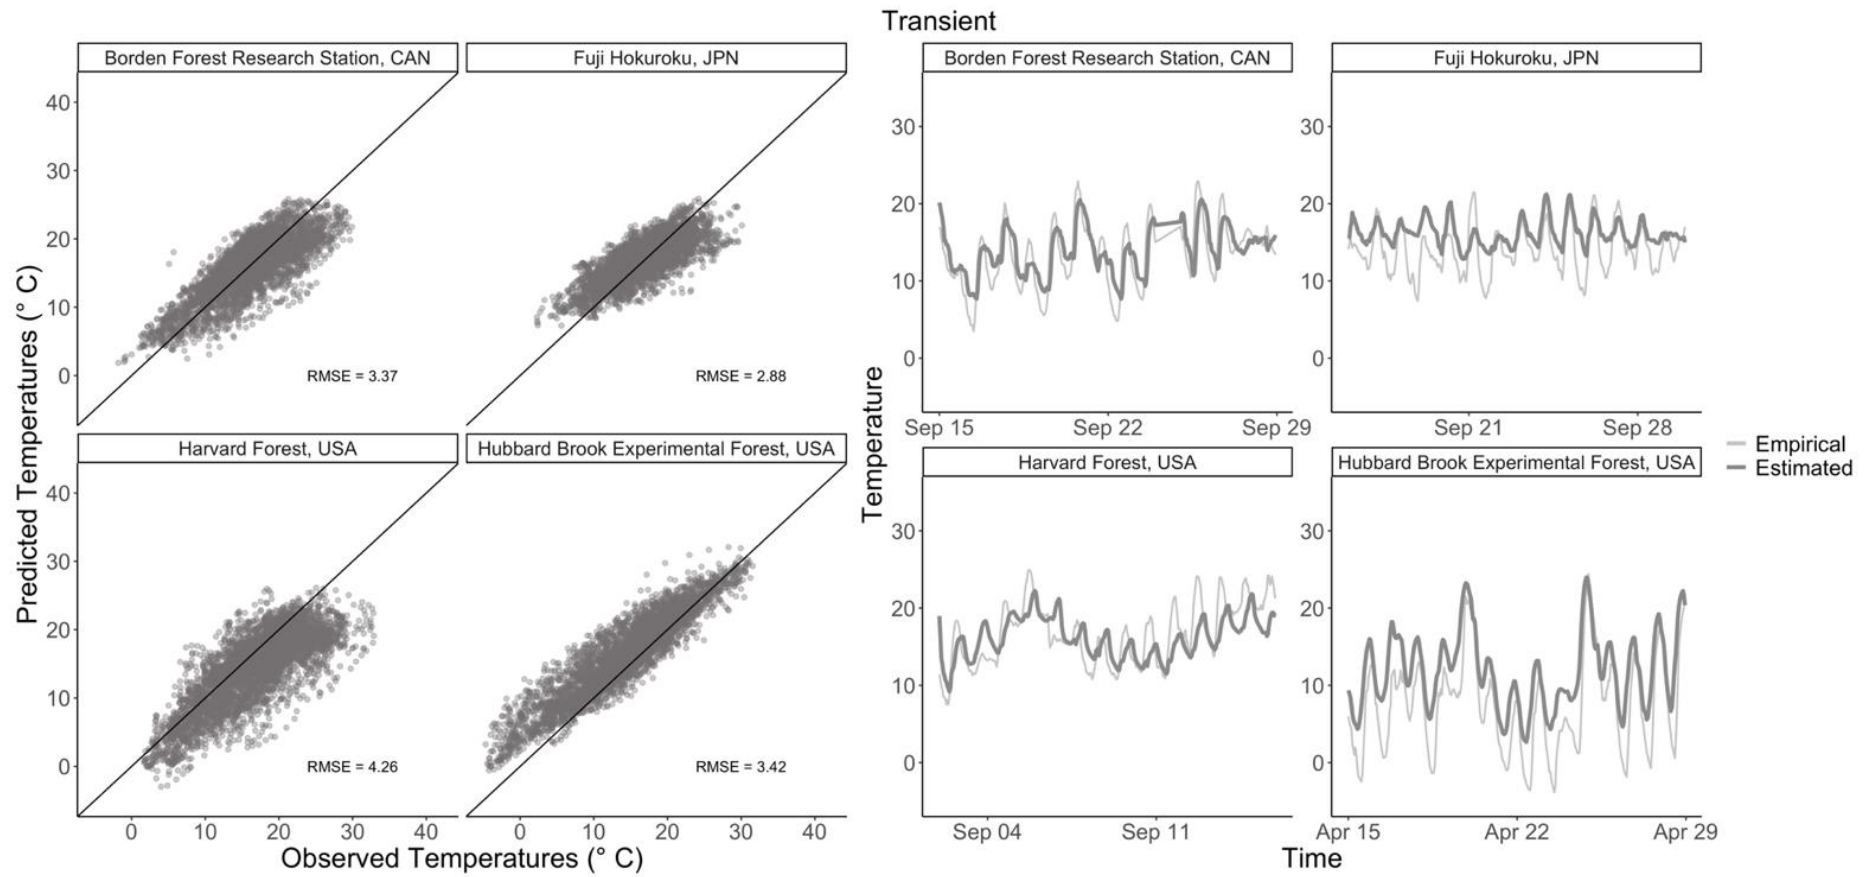 Transient
Borden Forest Research Station, CAN
Fuji Hokuroku, JPN
40
30
20
10
0
RMSE = 3.37
RMSE = 2.88
Harvard Forest, USA
Hubbard Brook Experimental Forest, USA
40
30
20
10
0
RMSE = 4.26
RMSE = 3.42
0 10 20 30 40
0 10 20 30 40
Predicted Temperatures (° C)
Observed Temperatures (° C)
Borden Forest Research Station, CAN
Fuji Hokuroku, JPN
30
20
10
0
30
20
10
0
Sep 15 Sep 22 Sep 29
Sep 21 Sep 28
Harvard Forest, USA
Hubbard Brook Experimental Forest, USA
30
20
10
0
30
20
10
0
Sep 04 Sep 11
Apr 15 Apr 22 Apr 29
Temperature
Time
Empirical
Estimated